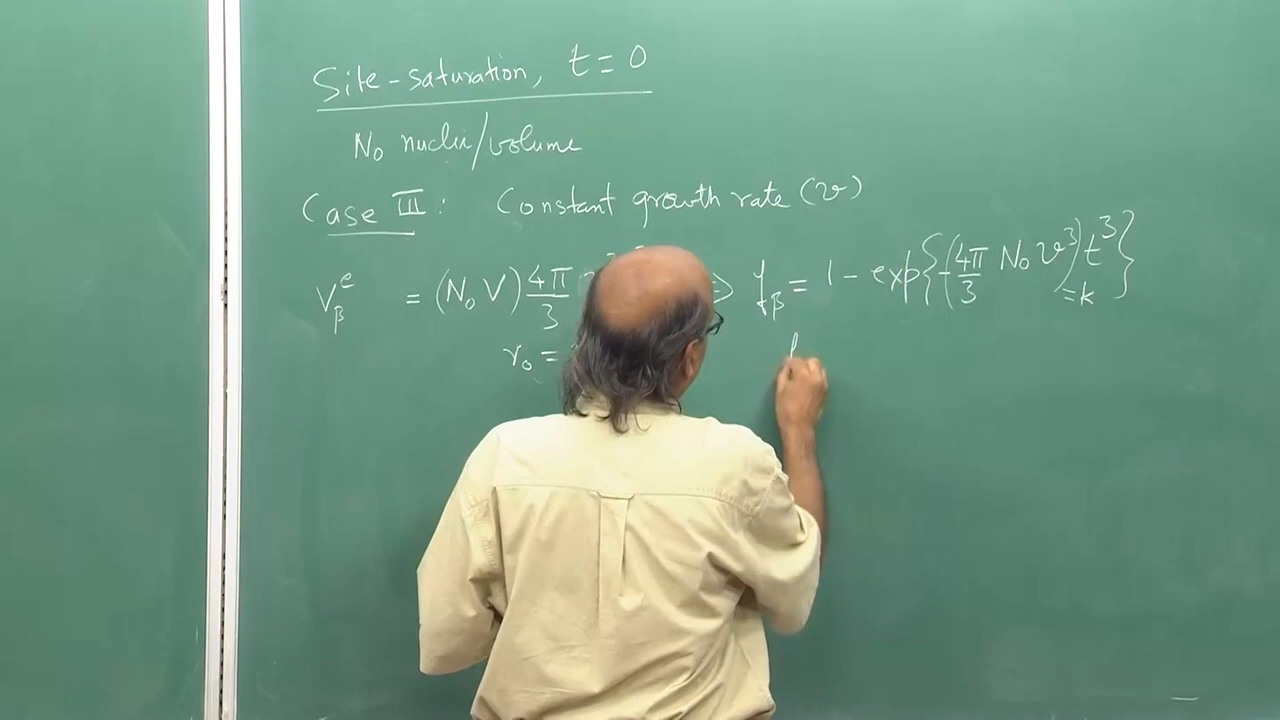 Site-saturation, t = 0
N₀ nuclei/volume
Case III: Constant growth rate (v)
V_β^e = (N₀ V) 4π/3 ⇒ f_β = 1 - exp{-(4π/3 N₀ v³) t³}
= k
r₀ =